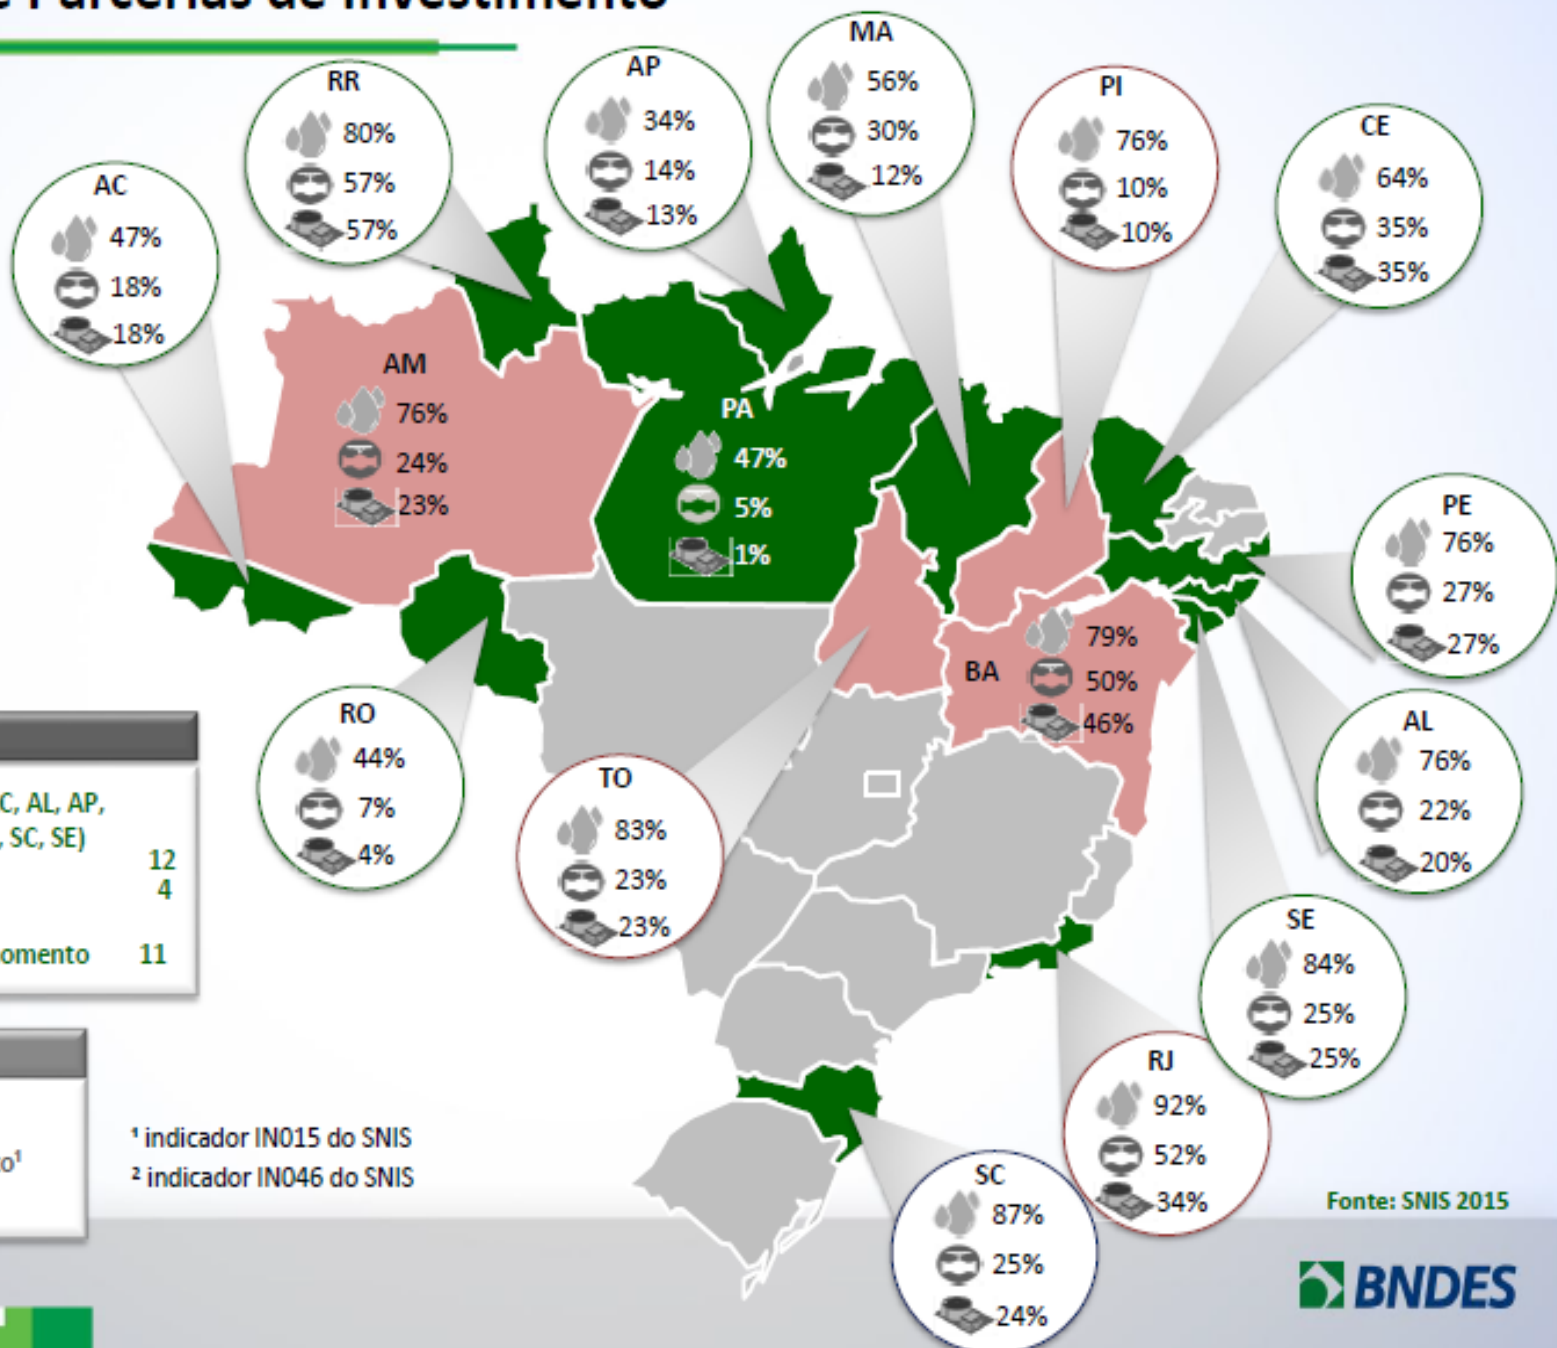 e Parcerias de Investimento
MA
56%
30%
12%
AP
34%
14%
13%
RR
80%
57%
57%
PI
76%
10%
10%
CE
64%
35%
35%
AC
47%
18%
18%
AM
76%
24%
23%
PA
47%
5%
1%
PE
76%
27%
27%
BA
79%
50%
46%
AL
76%
22%
20%
RO
44%
7%
4%
TO
83%
23%
23%
C, AL, AP,
, SC, SE)
12
4
omento 11
SE
84%
25%
25%
RJ
92%
52%
34%
SC
87%
25%
24%
o¹
¹ indicador IN015 do SNIS
² indicador IN046 do SNIS
Fonte: SNIS 2015
BNDES